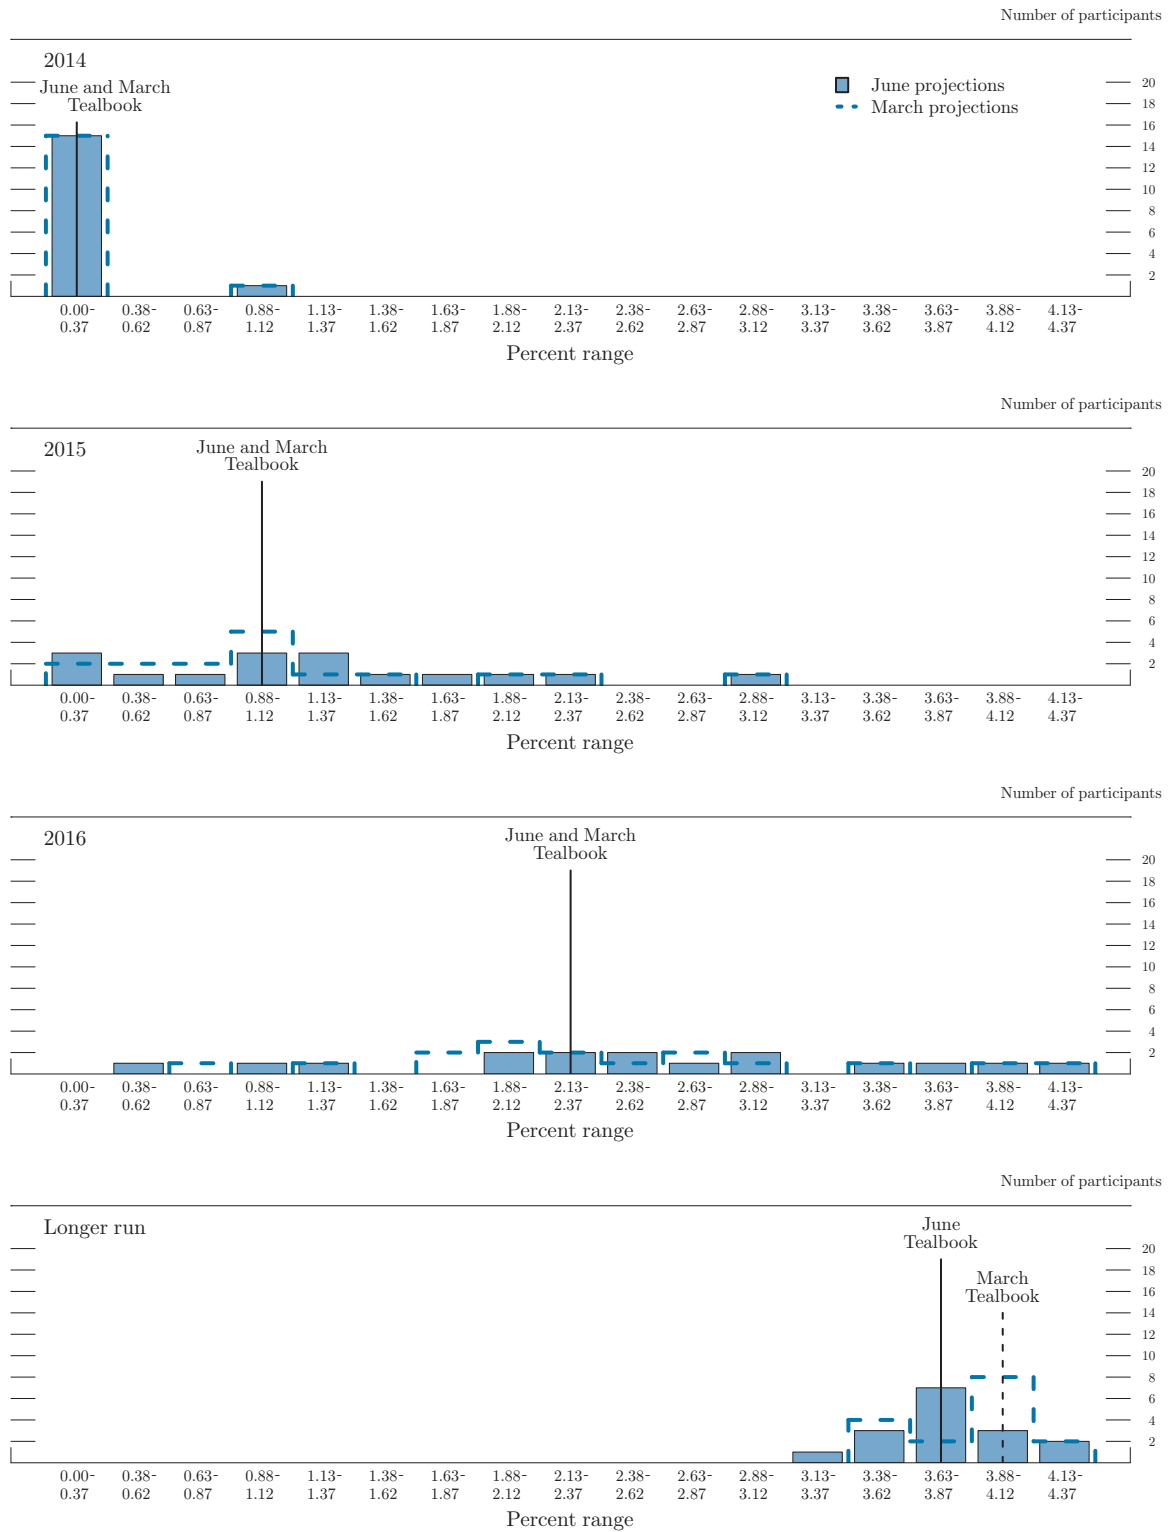 Number of participants
2014
June and March
Tealbook
June projections
March projections
20
18
16
14
12
10
8
6
4
2
0.00- 0.38- 0.63- 0.88- 1.13- 1.38- 1.63- 1.88- 2.13- 2.38- 2.63- 2.88- 3.13- 3.38- 3.63- 3.88- 4.13-
0.37 0.62 0.87 1.12 1.37 1.62 1.87 2.12 2.37 2.62 2.87 3.12 3.37 3.62 3.87 4.12 4.37
Percent range
Number of participants
2015
June and March
Tealbook
20
18
16
14
12
10
8
6
4
2
0.00- 0.38- 0.63- 0.88- 1.13- 1.38- 1.63- 1.88- 2.13- 2.38- 2.63- 2.88- 3.13- 3.38- 3.63- 3.88- 4.13-
0.37 0.62 0.87 1.12 1.37 1.62 1.87 2.12 2.37 2.62 2.87 3.12 3.37 3.62 3.87 4.12 4.37
Percent range
Number of participants
2016
June and March
Tealbook
20
18
16
14
12
10
8
6
4
2
0.00- 0.38- 0.63- 0.88- 1.13- 1.38- 1.63- 1.88- 2.13- 2.38- 2.63- 2.88- 3.13- 3.38- 3.63- 3.88- 4.13-
0.37 0.62 0.87 1.12 1.37 1.62 1.87 2.12 2.37 2.62 2.87 3.12 3.37 3.62 3.87 4.12 4.37
Percent range
Number of participants
Longer run
June
Tealbook
March
Tealbook
20
18
16
14
12
10
8
6
4
2
0.00- 0.38- 0.63- 0.88- 1.13- 1.38- 1.63- 1.88- 2.13- 2.38- 2.63- 2.88- 3.13- 3.38- 3.63- 3.88- 4.13-
0.37 0.62 0.87 1.12 1.37 1.62 1.87 2.12 2.37 2.62 2.87 3.12 3.37 3.62 3.87 4.12 4.37
Percent range